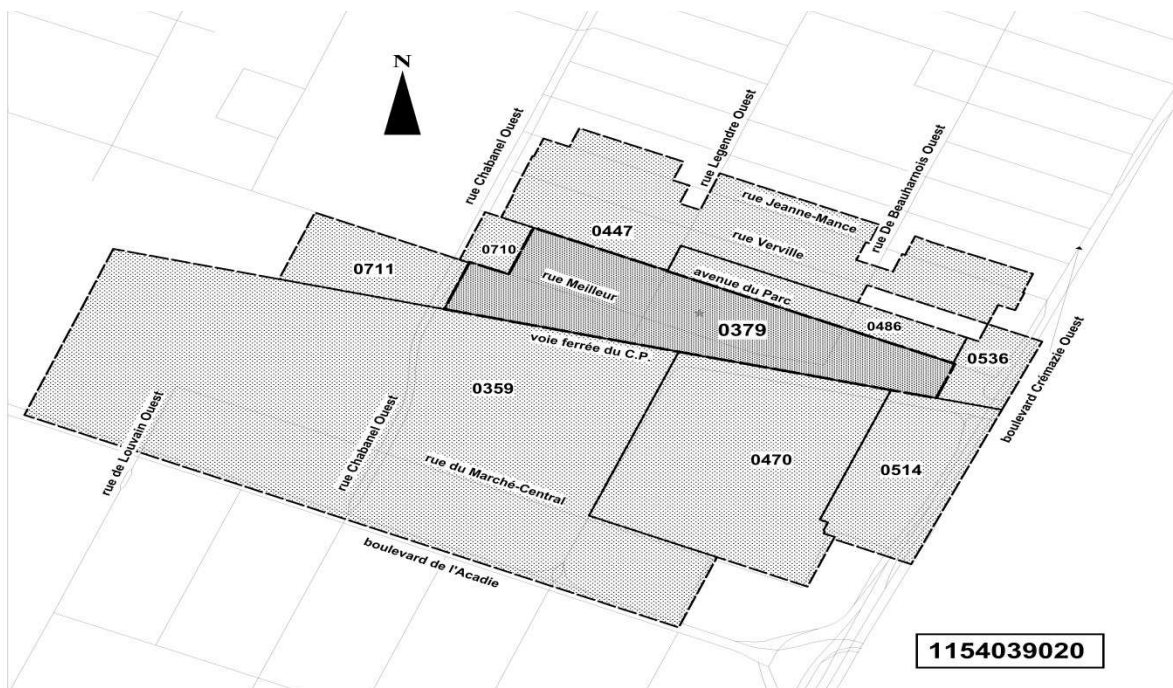 N
rue Chabanel Ouest
rue Legendre Ouest
rue De Beauharnois Ouest
rue Jeanne-Mance
0447
rue Verville
0710
0711
rue Meilleur
avenue du Parc
0379
0486
voie ferrée du C.P.
0536
boulevard Crémazie Ouest
0359
rue de Louvain Ouest
rue Chabanel Ouest
rue du Marché-Central
0470
0514
boulevard de l'Acadie
1154039020